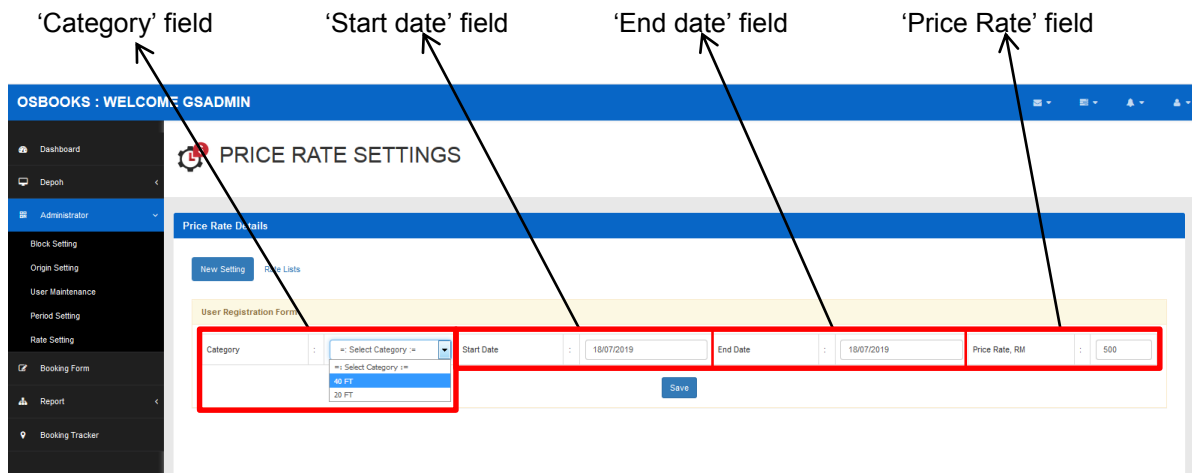 ‘Category’ field ‘Start date’ field ‘End date’ field ‘Price Rate’ field
OSBOOKS : WELCOME GSADMIN
Dashboard
Depoh
Administrator
Block Setting
Origin Setting
User Maintenance
Period Setting
Rate Setting
Booking Form
Report
Booking Tracker
PRICE RATE SETTINGS
Price Rate Details
New Setting Rate Lists
User Registration Form
Category : =: Select Category := Start Date : 18/07/2019 End Date : 18/07/2019 Price Rate, RM : 500
=: Select Category :=
40 FT
20 FT
Save